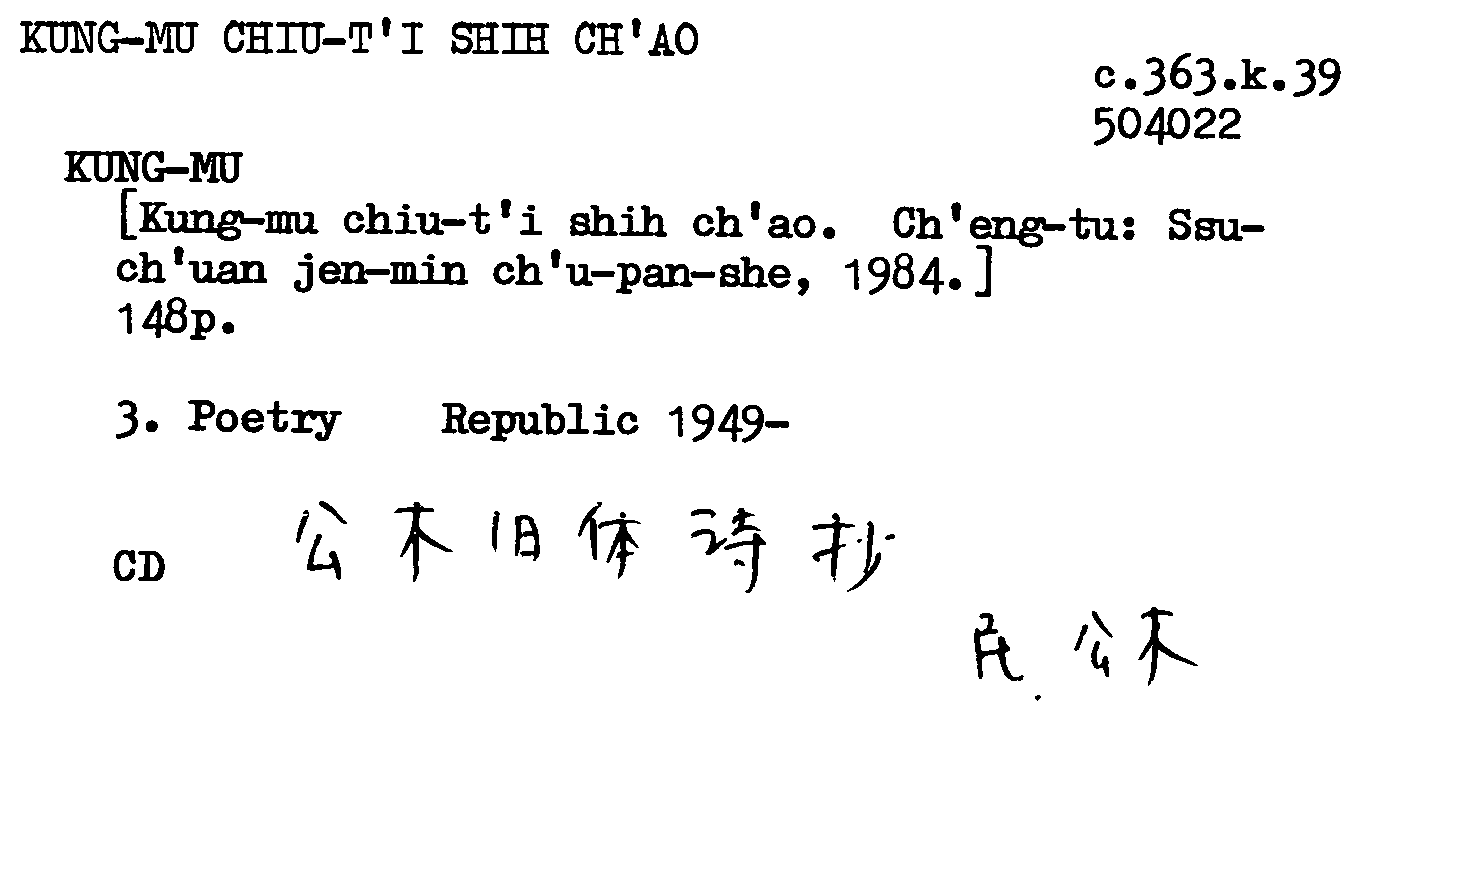 KUNG-MU CHIU-T'I SHIH CH'AO
c.363.k.39
504022
KUNG-MU
[Kung-mu chiu-t'i shih ch'ao. Ch'eng-tu: Ssu-
ch'uan jen-min ch'u-pan-she, 1984.]
148p.
3. Poetry Republic 1949-
公木旧体诗抄
CD
民. 公木